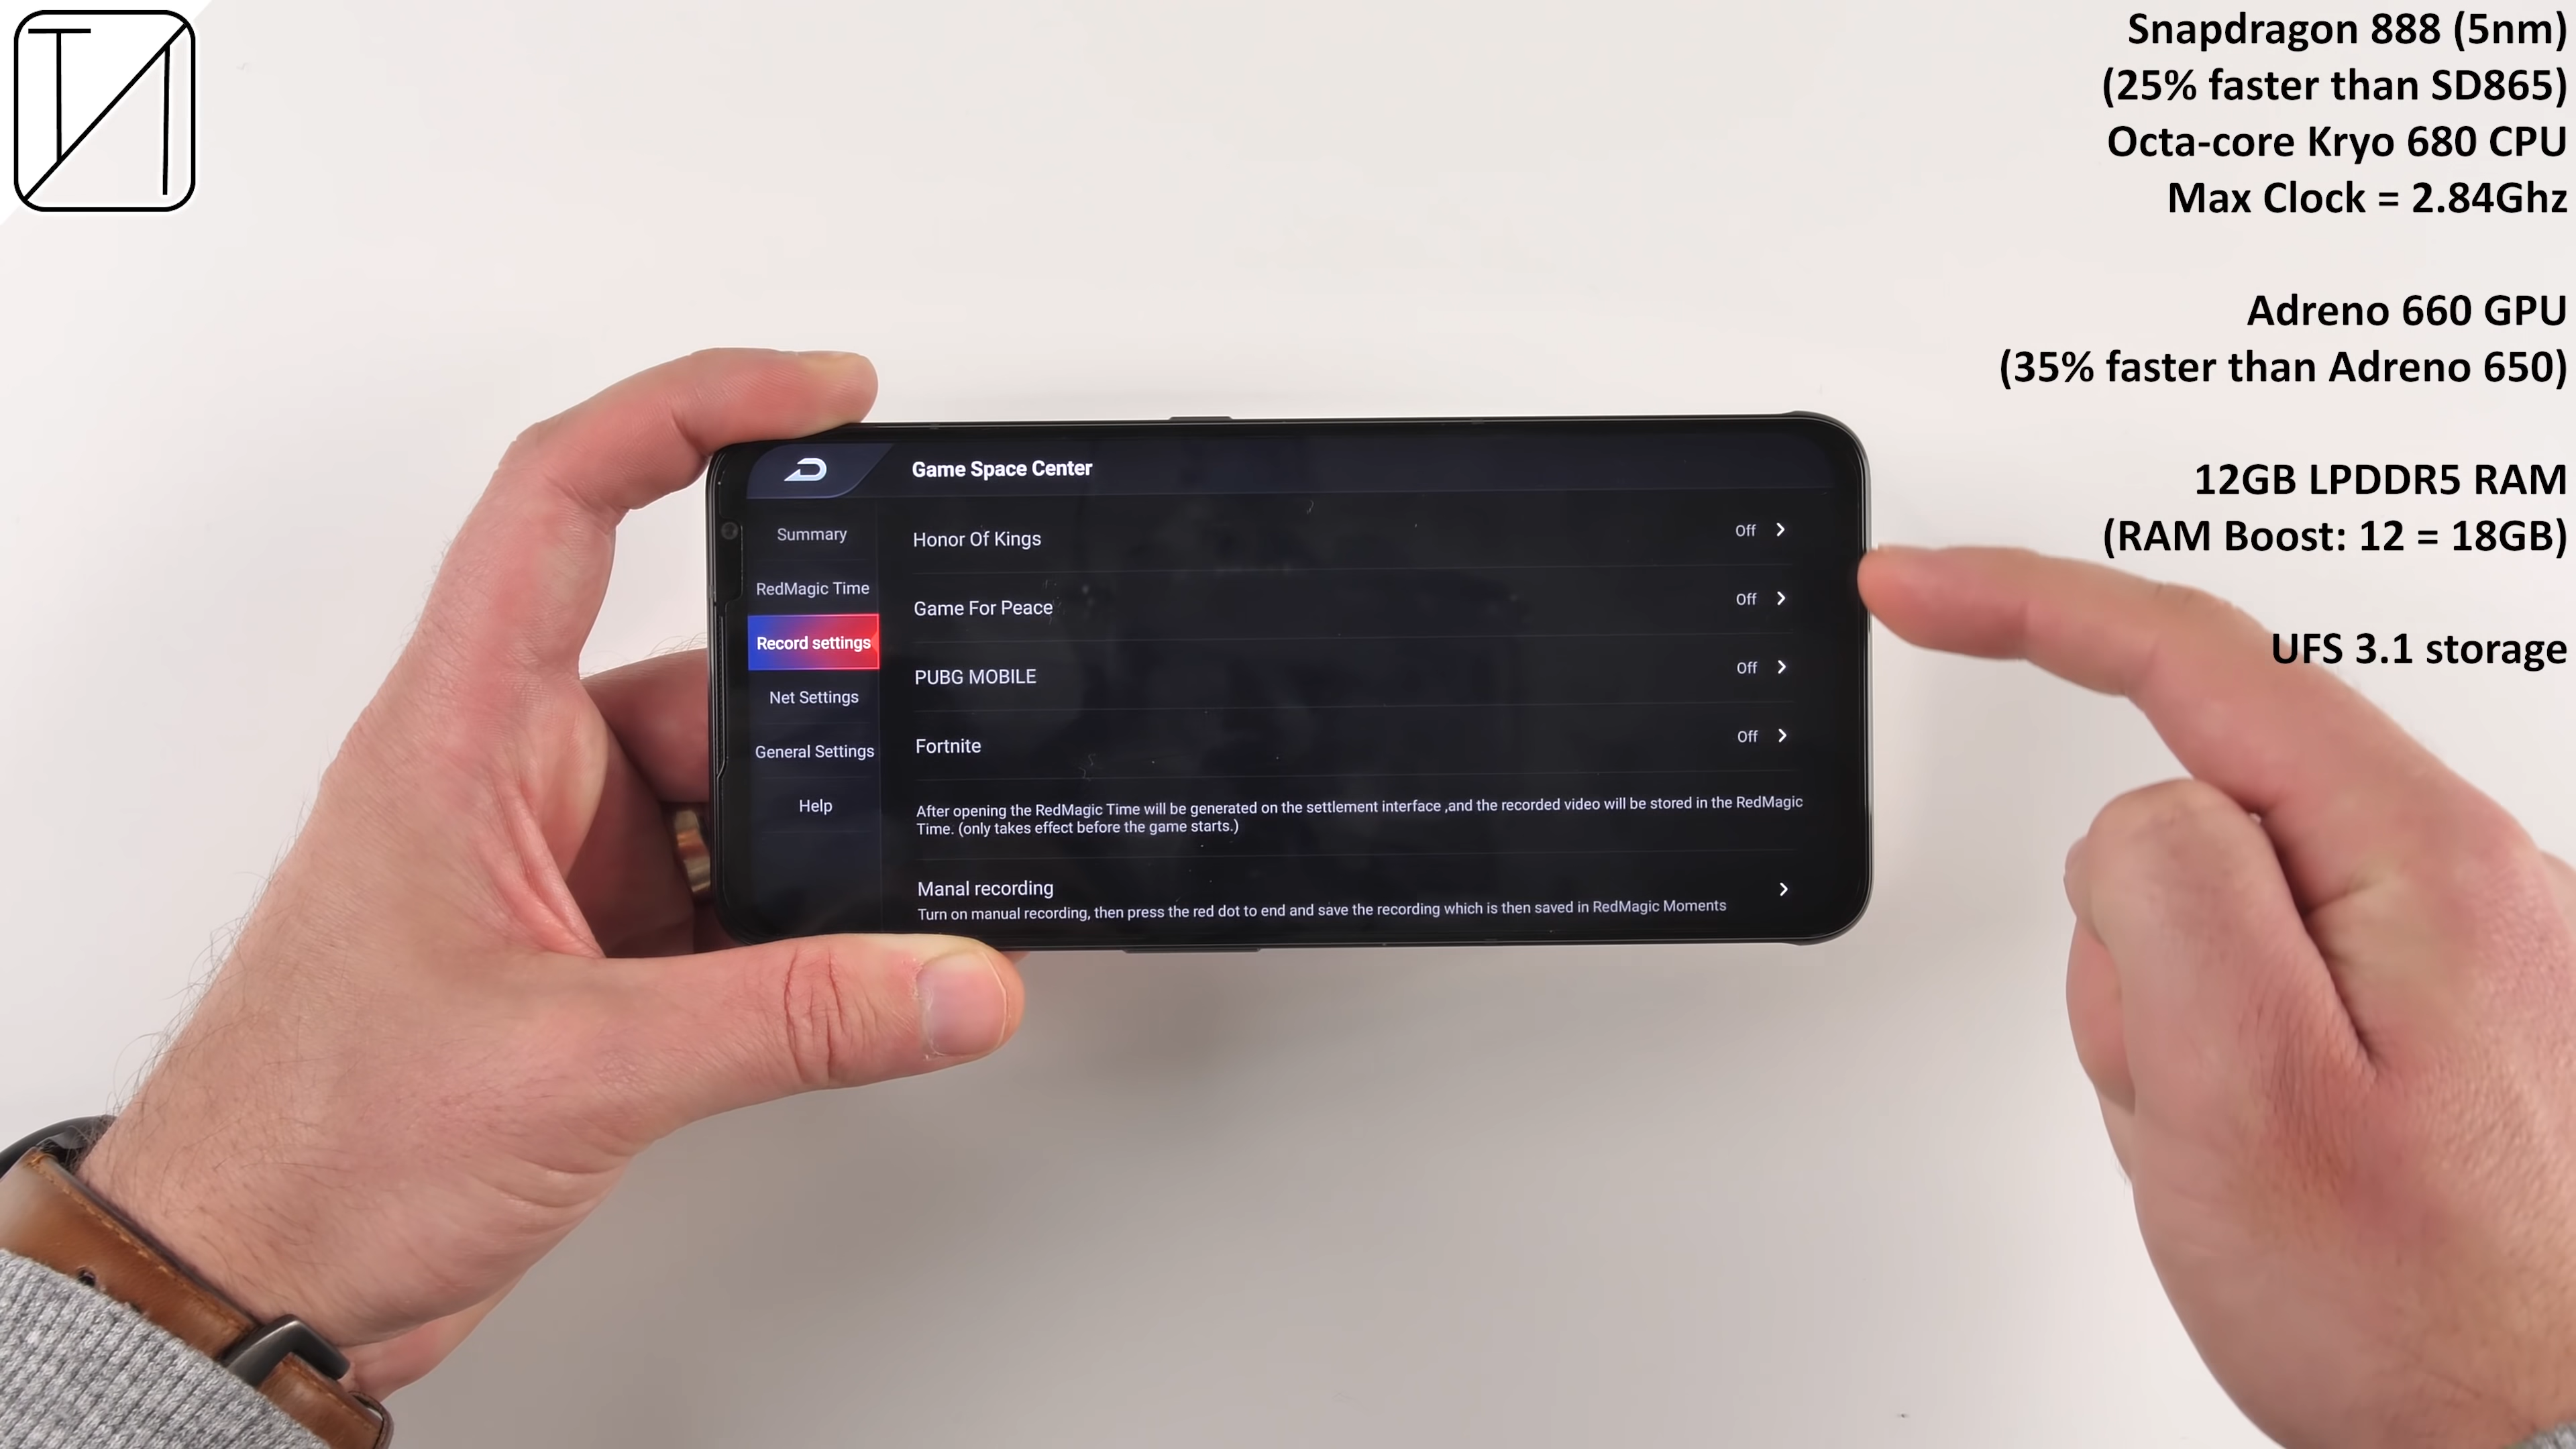 Snapdragon 888 (5nm)
(25% faster than SD865)
Octa-core Kryo 680 CPU
Max Clock = 2.84Ghz
Adreno 660 GPU
(35% faster than Adreno 650)
12GB LPDDR5 RAM
(RAM Boost: 12 = 18GB)
UFS 3.1 storage
Game Space Center
Summary
RedMagic Time
Record settings
Net Settings
General Settings
Help
Honor Of Kings Off
Game For Peace Off
PUBG MOBILE Off
Fortnite Off
After opening the RedMagic Time will be generated on the settlement interface ,and the recorded video will be stored in the RedMagic
Time. (only takes effect before the game starts.)
Manal recording
Turn on manual recording, then press the red dot to end and save the recording which is then saved in RedMagic Moments